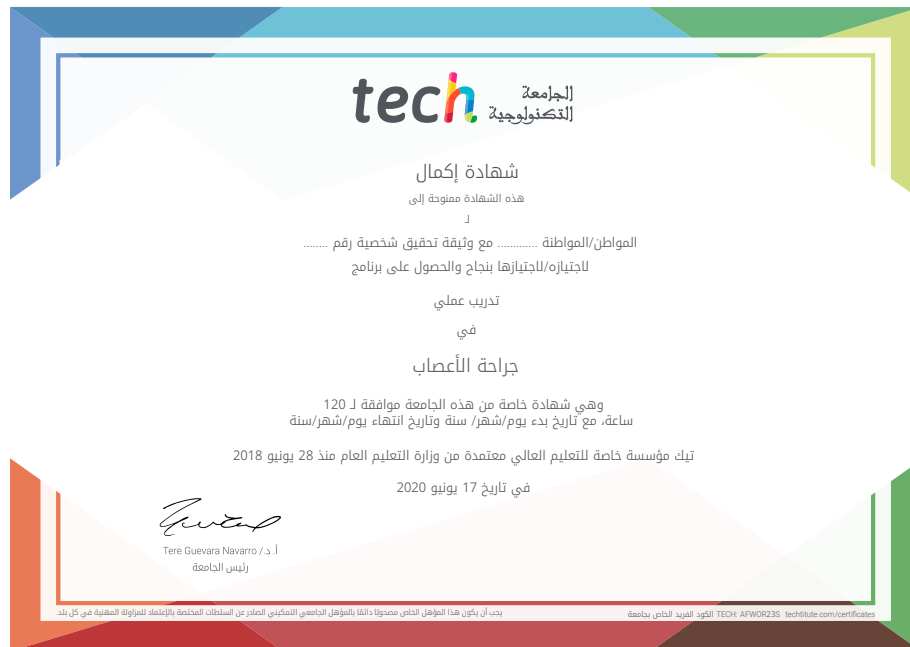 tech الجامعة
التكنولوجية
شهادة إكمال
هذه الشهادة ممنوحة إلى
لـ
المواطن/المواطنة ............. مع وثيقة تحقيق شخصية رقم ........
لاجتيازه/لاجتيازها بنجاح والحصول على برنامج
تدريب عملي
في
جراحة الأعصاب
وهي شهادة خاصة من هذه الجامعة موافقة لـ 120
ساعة، مع تاريخ بدء يوم/شهر/ سنة وتاريخ انتهاء يوم/شهر/سنة
تيك مؤسسة خاصة للتعليم العالي معتمدة من وزارة التعليم العام منذ 28 يونيو 2018
في تاريخ 17 يونيو 2020
أ. د./ Tere Guevara Navarro
رئيس الجامعة
يجب أن يكون هذا المؤهل الخاص مصحوبًا دائمًا بالمؤهل الجامعي التمكيني الصادر عن السلطات المختصة بالإعتماد للمزاولة المهنية في كل بلد.
الكود الفريد الخاص بجامعة TECH: AFWOR23S techtitute.com/certificates